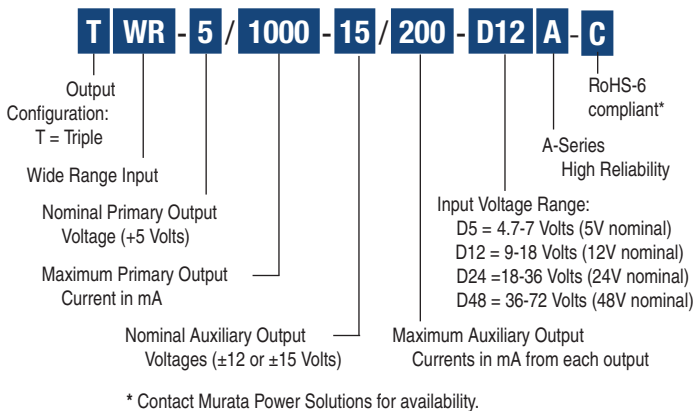 T WR - 5 / 1000 - 15 / 200 - D12 A - C
Output
Configuration:
T = Triple
Wide Range Input
Nominal Primary Output
Voltage (+5 Volts)
Maximum Primary Output
Current in mA
Nominal Auxiliary Output
Voltages (±12 or ±15 Volts)
Maximum Auxiliary Output
Currents in mA from each output
Input Voltage Range:
D5 = 4.7-7 Volts (5V nominal)
D12 = 9-18 Volts (12V nominal)
D24 =18-36 Volts (24V nominal)
D48 = 36-72 Volts (48V nominal)
A-Series
High Reliability
RoHS-6
compliant*
* Contact Murata Power Solutions for availability.